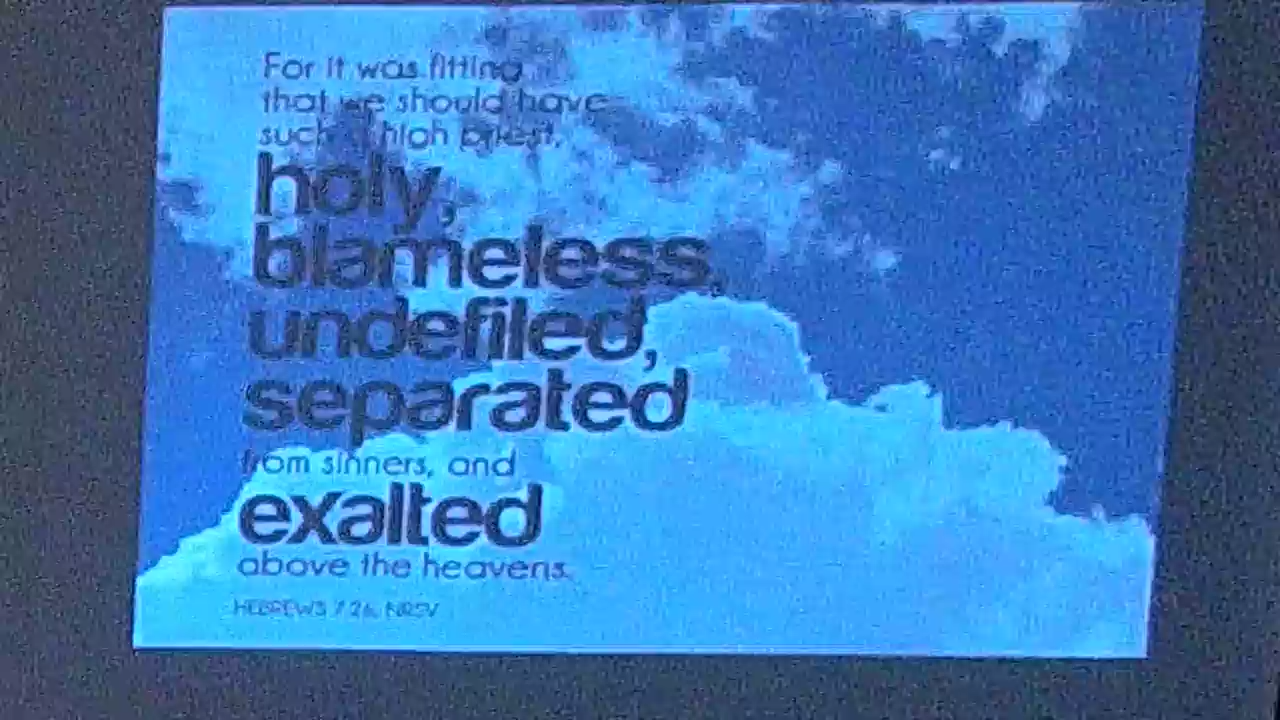 For it was fitting
that we should have
such a high priest,
holy,
blameless,
undefiled,
separated
from sinners, and
exalted
above the heavens.
HEBREWS 7:26, NRSV